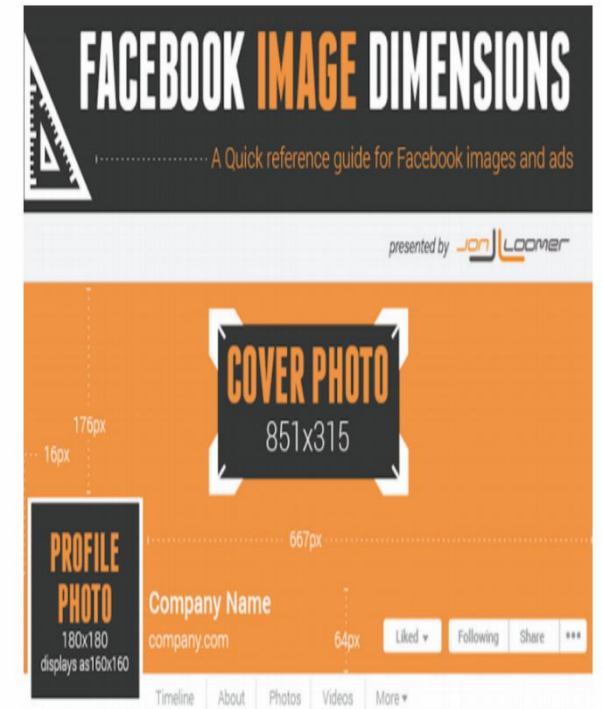 FACEBOOK IMAGE DIMENSIONS
A Quick reference guide for Facebook images and ads
presented by JON LOOMER
COVER PHOTO
851x315
176px
16px
667px
PROFILE
PHOTO
180x180
displays as160x160
Company Name
company.com
64px
Liked
Following
Share
Timeline
About
Photos
Videos
More